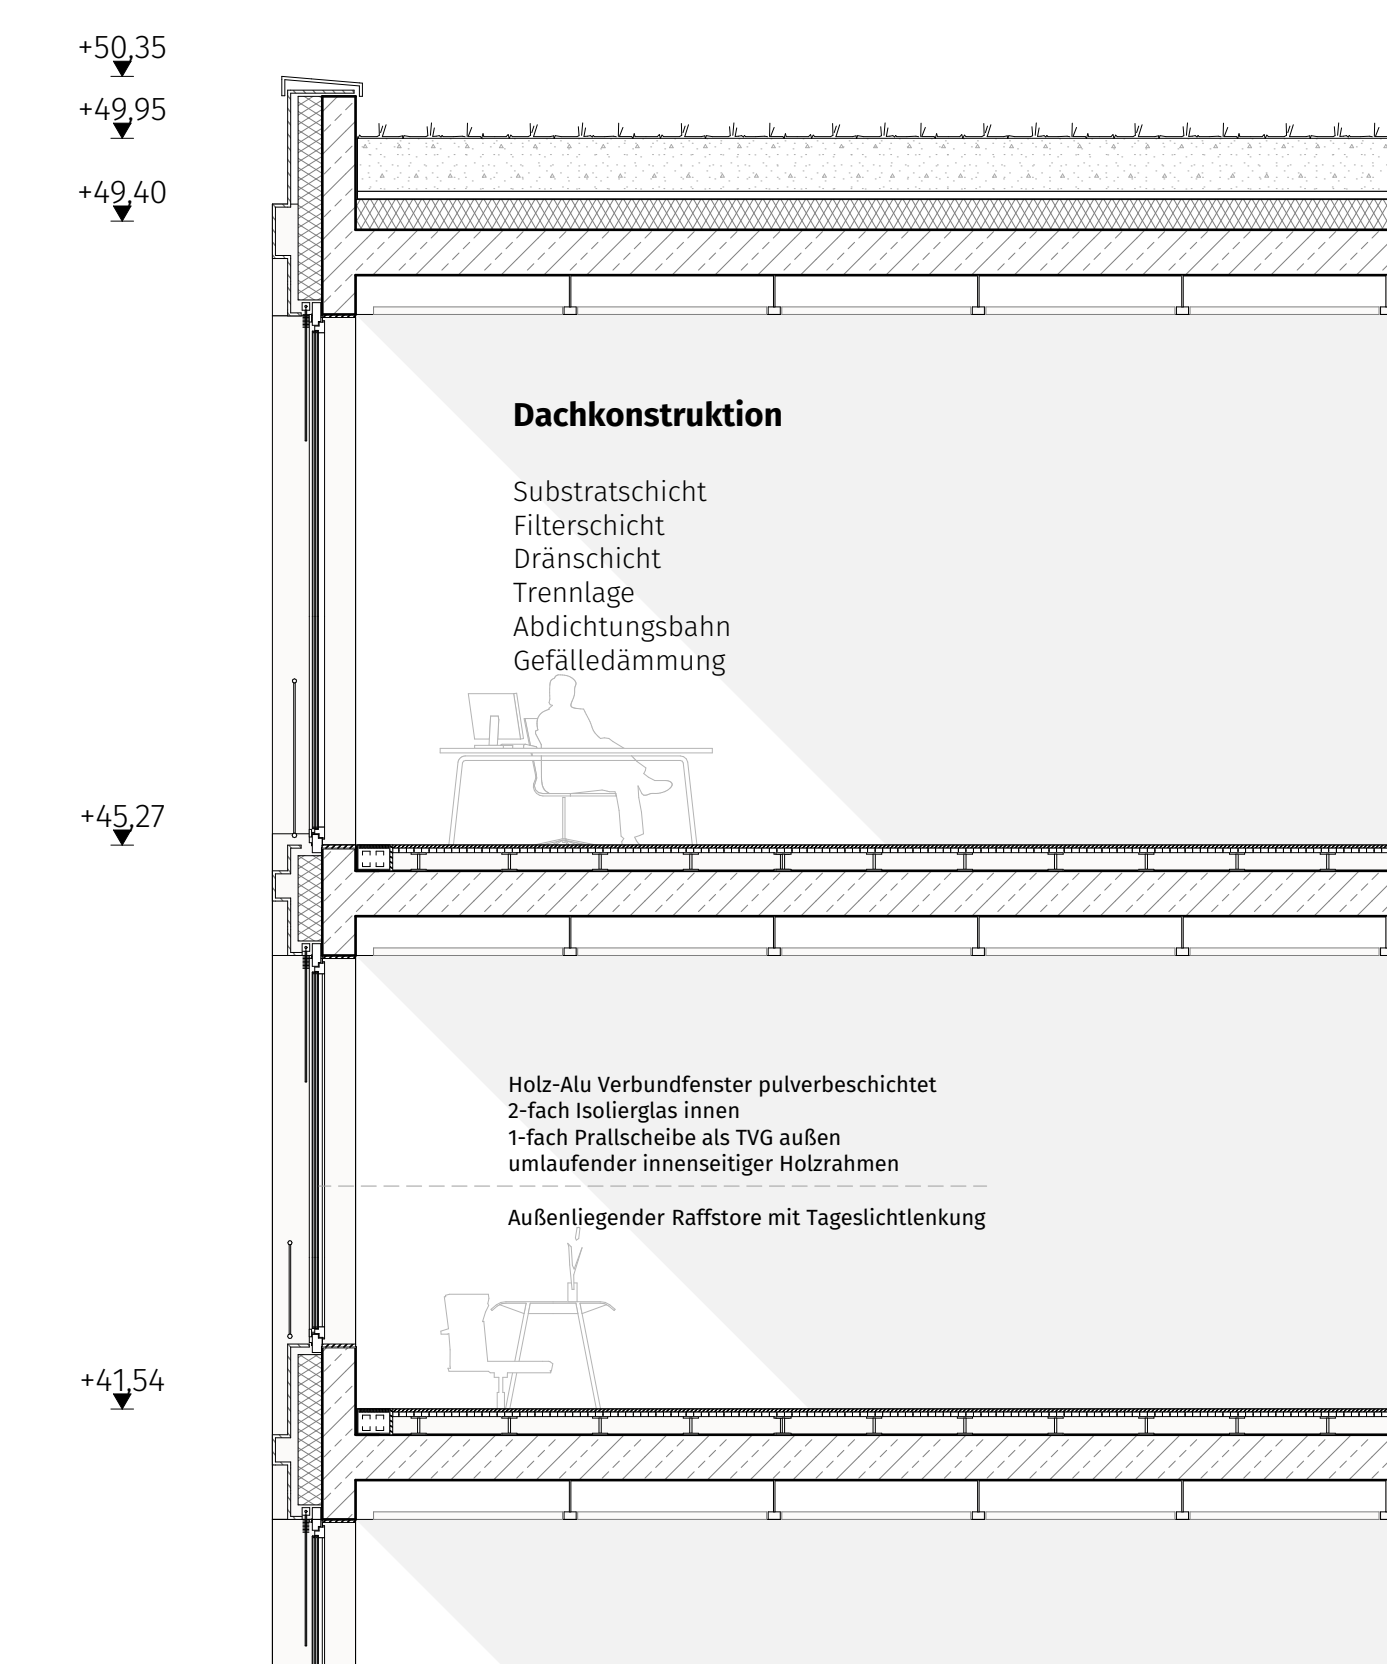 +50,35
+49,95
+49,40
Dachkonstruktion
Substratschicht
Filterschicht
Dränschicht
Trennlage
Abdichtungsbahn
Gefälledämmung
+45,27
Holz-Alu Verbundfenster pulverbeschichtet
2-fach Isolierglas innen
1-fach Prallscheibe als TVG außen
umlaufender innenseitiger Holzrahmen
Außenliegender Raffstore mit Tageslichtlenkung
+41,54